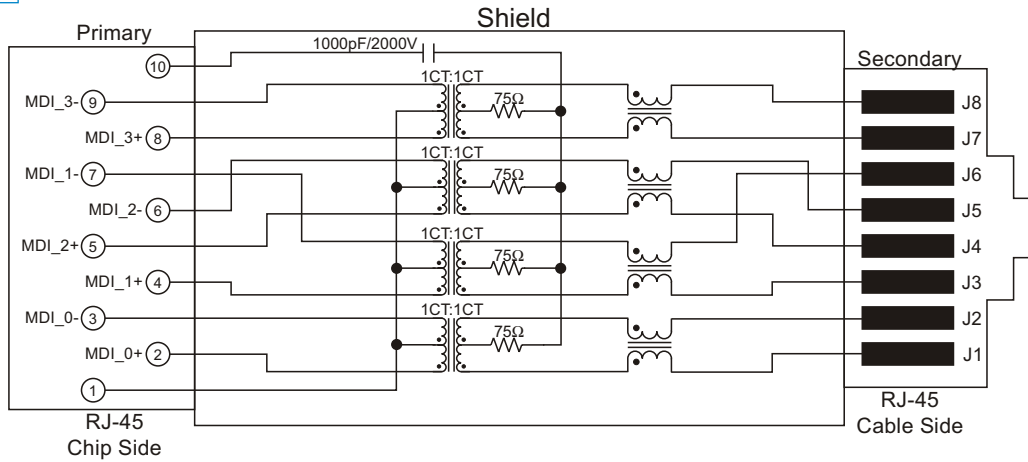 Shield
Primary
Secondary
1000pF/2000V
10
1CT:1CT
75Ω
MDI_3- 9
MDI_3+ 8
MDI_1- 7
MDI_2- 6
MDI_2+ 5
MDI_1+ 4
MDI_0- 3
MDI_0+ 2
1
1CT:1CT
75Ω
1CT:1CT
75Ω
1CT:1CT
75Ω
J8
J7
J6
J5
J4
J3
J2
J1
RJ-45
Chip Side
RJ-45
Cable Side